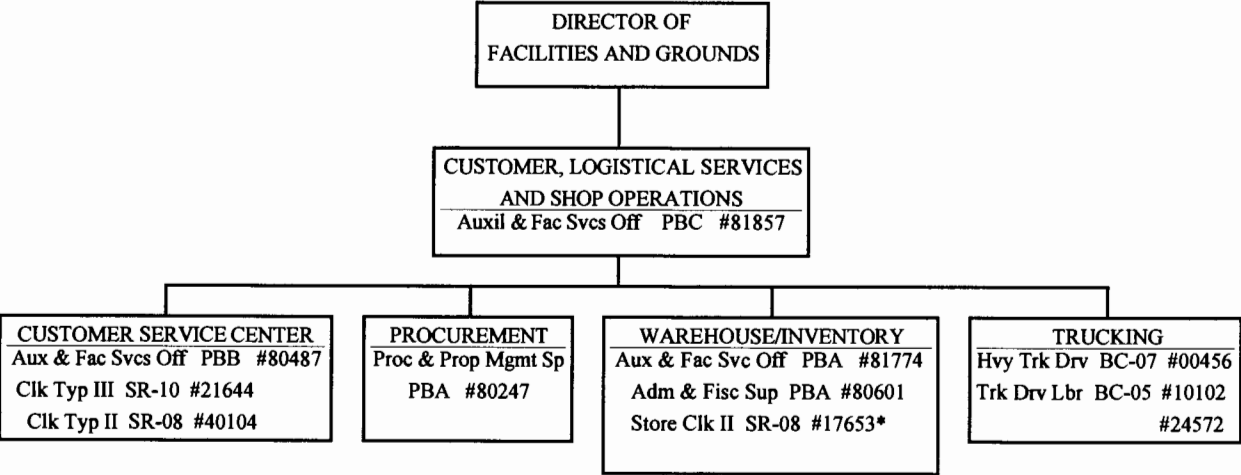 DIRECTOR OF
FACILITIES AND GROUNDS
CUSTOMER, LOGISTICAL SERVICES
AND SHOP OPERATIONS
Auxil & Fac Svcs Off PBC #81857
CUSTOMER SERVICE CENTER
Aux & Fac Svcs Off PBB #80487
Clk Typ III SR-10 #21644
Clk Typ II SR-08 #40104
PROCUREMENT
Proc & Prop Mgmt Sp
PBA #80247
WAREHOUSE/INVENTORY
Aux & Fac Svc Off PBA #81774
Adm & Fisc Sup PBA #80601
Store Clk II SR-08 #17653*
TRUCKING
Hvy Trk Drv BC-07 #00456
Trk Drv Lbr BC-05 #10102
#24572